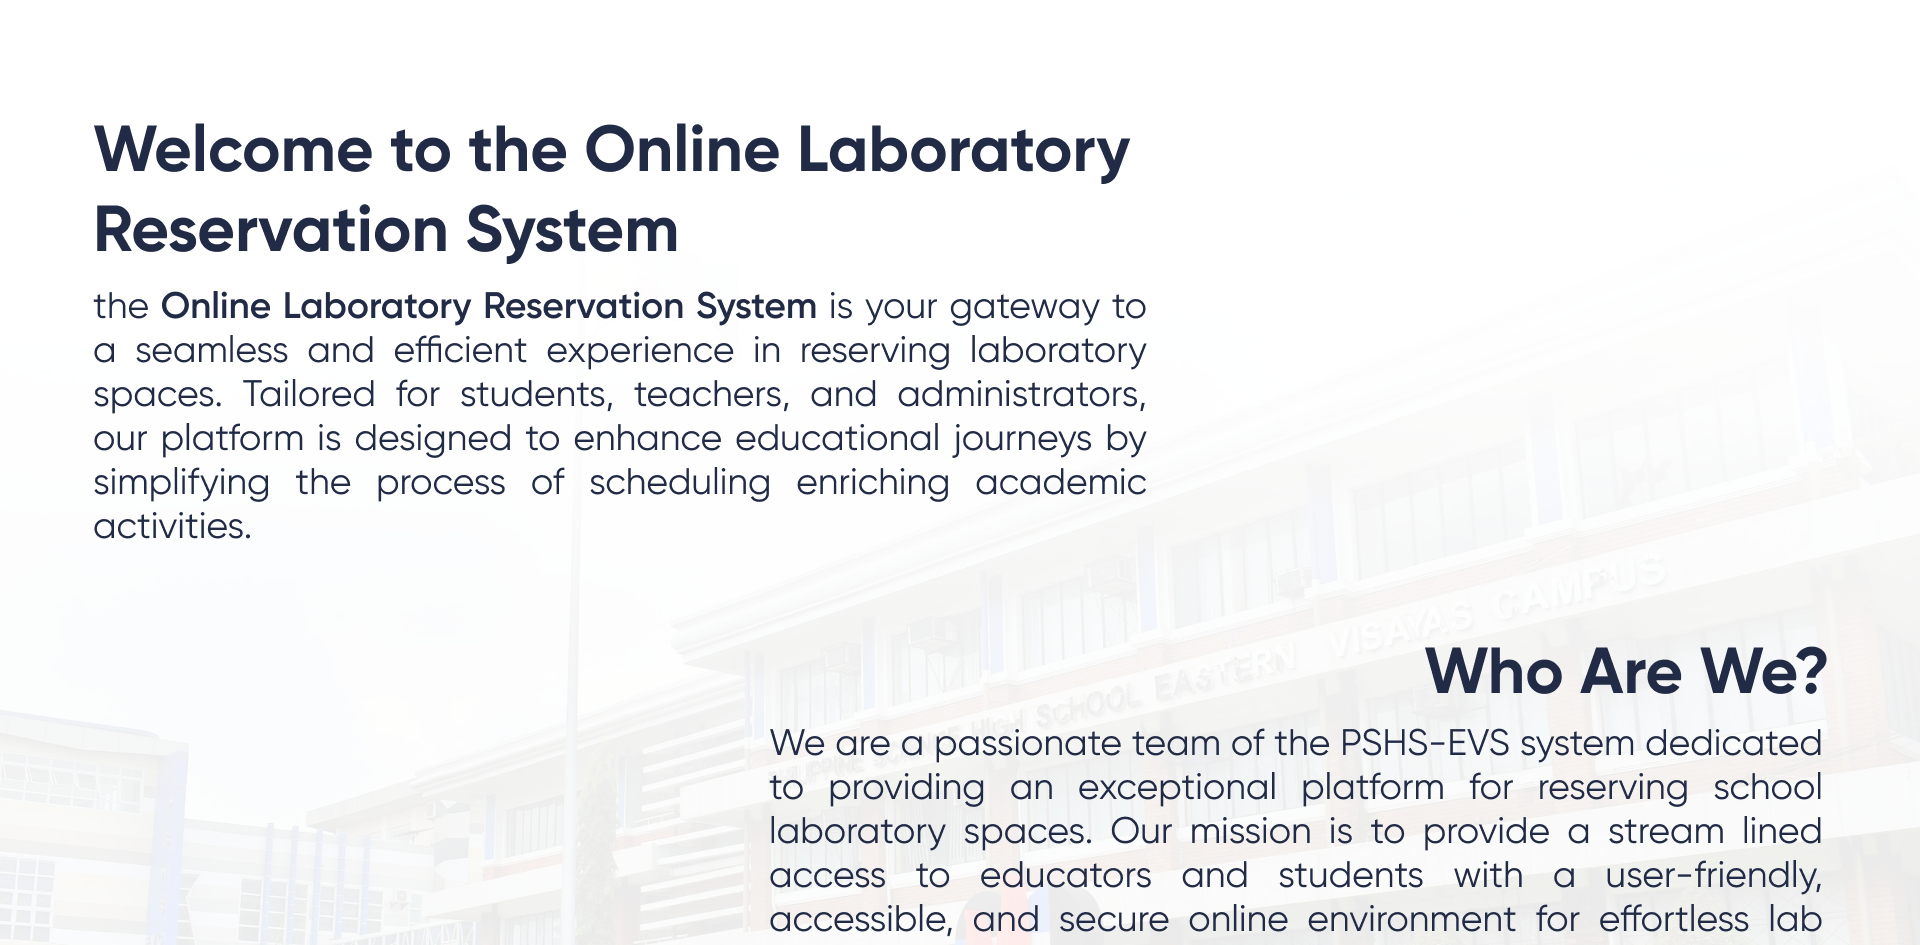 Welcome to the Online Laboratory
Reservation System
the Online Laboratory Reservation System is your gateway to
a seamless and efficient experience in reserving laboratory
spaces. Tailored for students, teachers, and administrators,
our platform is designed to enhance educational journeys by
simplifying the process of scheduling enriching academic
activities.
VISAYAS CAMPUS
HIGH SCHOOL EASTERN
Who Are We?
We are a passionate team of the PSHS-EVS system dedicated
to providing an exceptional platform for reserving school
laboratory spaces. Our mission is to provide a stream lined
access to educators and students with a user-friendly,
accessible, and secure online environment for effortless lab